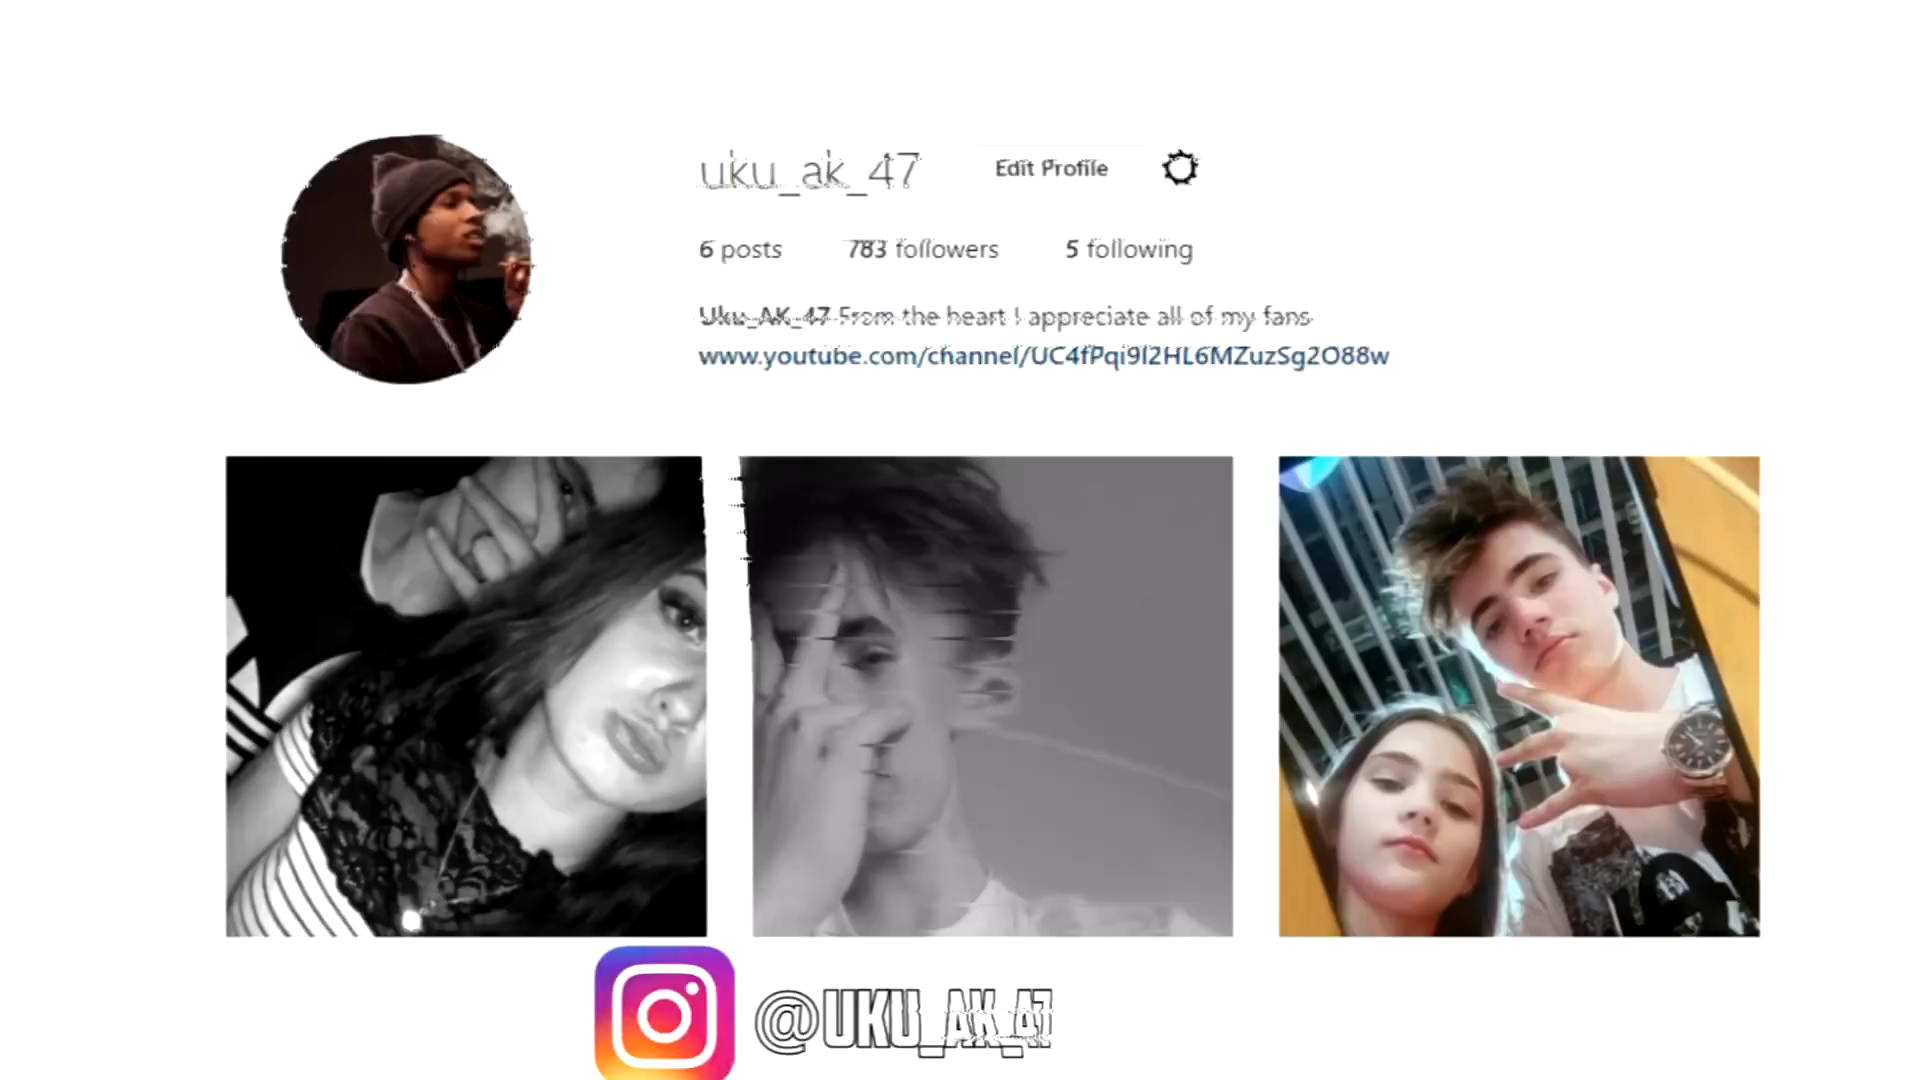 uku_ak_47
Edit Profile
6 posts 783 followers 5 following
Uku_AK_47 From the heart I appreciate all of my fans
www.youtube.com/channel/UC4fPqi9I2HL6MZuzSg2O88w
@UKU_AK_47